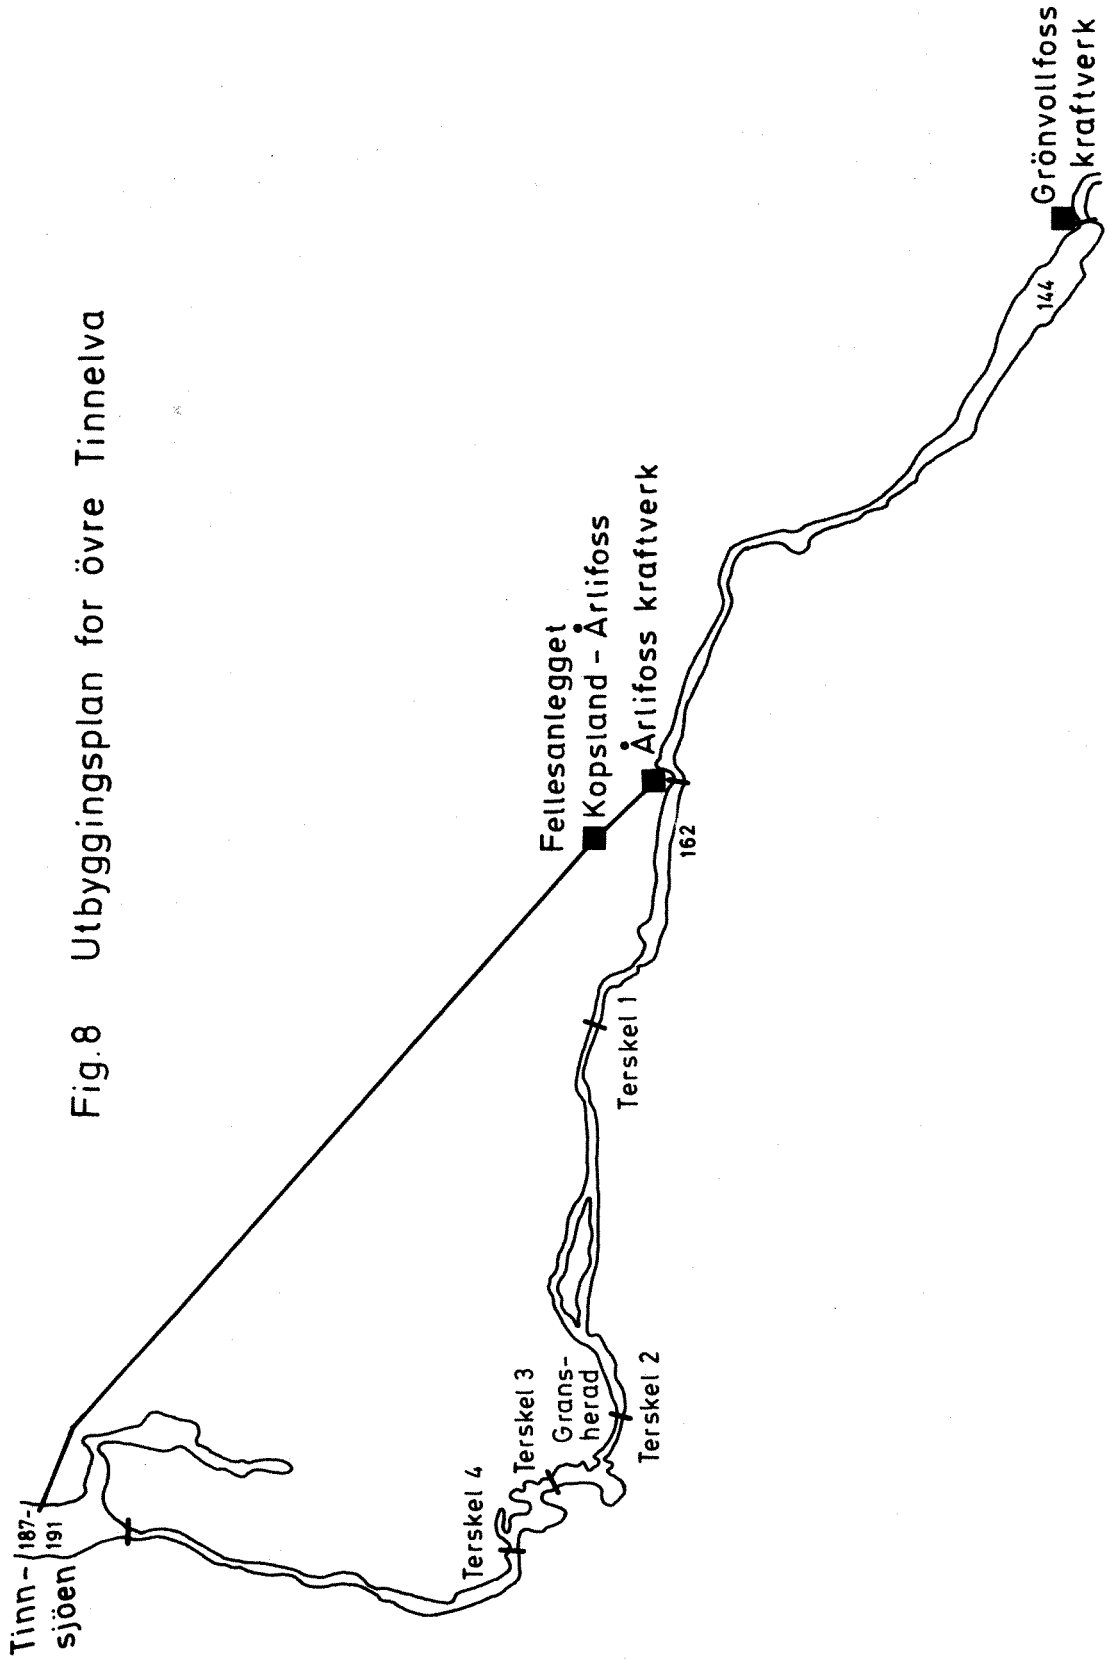 Fig.8 Utbyggingsplan for övre Tinnelva
Tinn-
sjöen
187-
191
Terskel 4
Terskel 3
Grans-
herad
Terskel 2
Terskel 1
Fellesanlegget
Kopsland - Årlifoss
Årlifoss kraftverk
162
144
Grönvollfoss
kraftverk